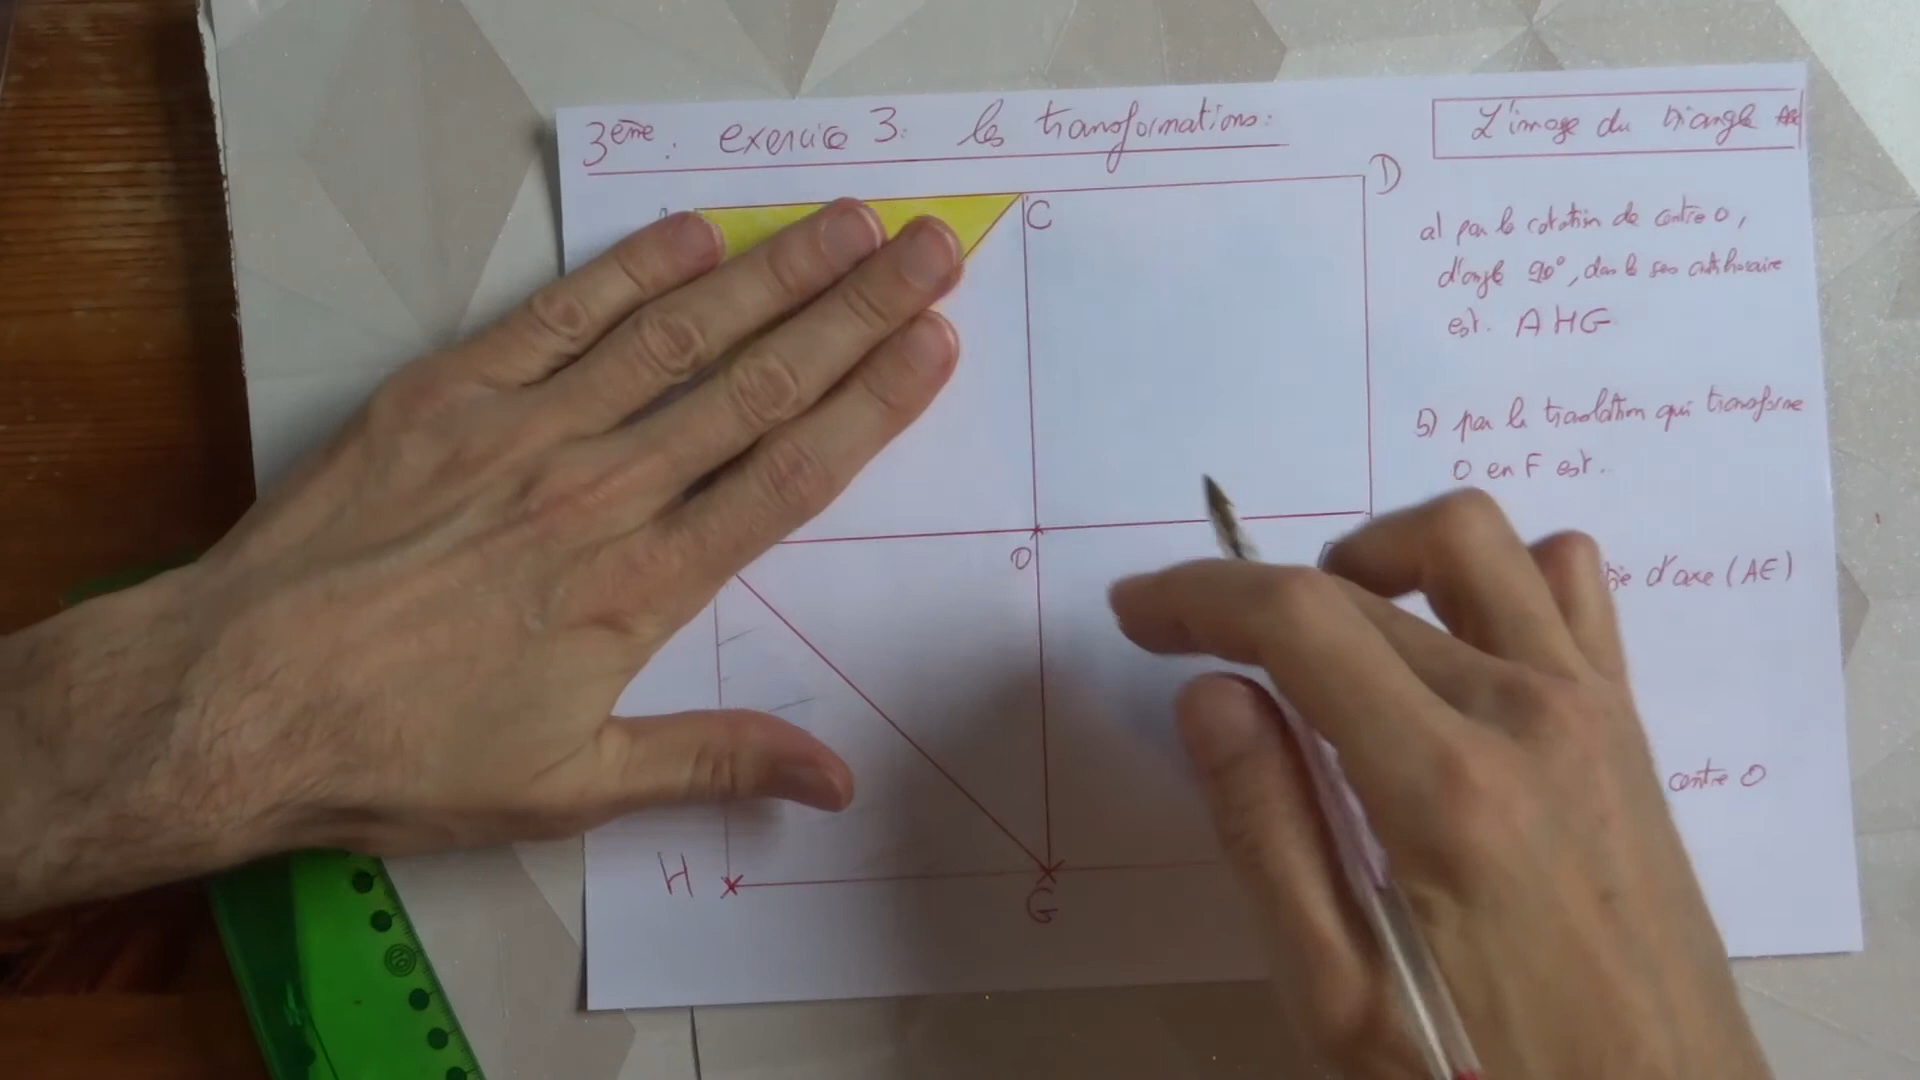 3ème. exercice 3: les transformations:
L'image du triangle
D
C
a) par la rotation de centre O,
d'angle 90°, dans le sens antihoraire
est. AHG
b) par la translation qui transforme
O en F est.
O
d'axe (AE)
centre O
H
G